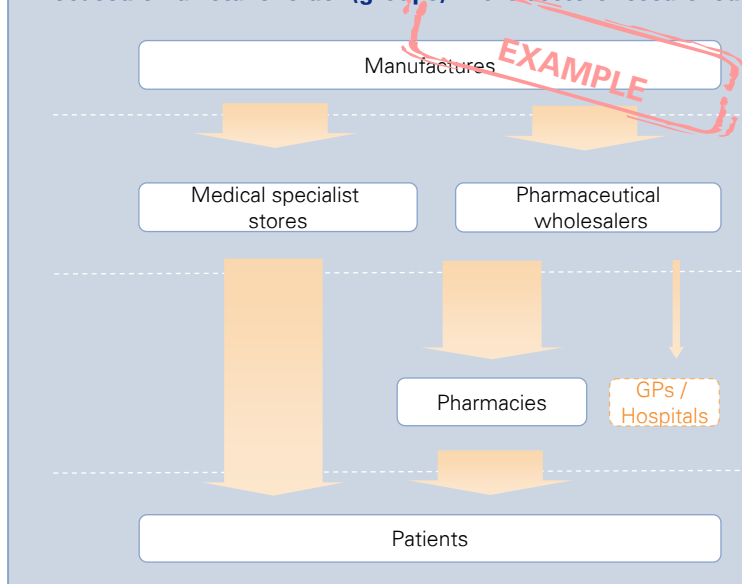 EXAMPLE
Manufactures
Medical specialist
stores
Pharmaceutical
wholesalers
Pharmacies
GPs /
Hospitals
Patients